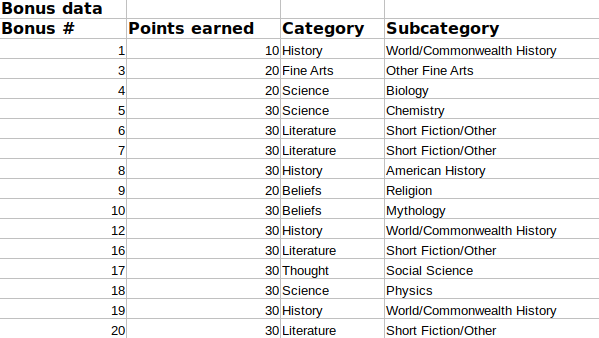 Bonus data
Bonus # Points earned Category Subcategory
1 10 History World/Commonwealth History
3 20 Fine Arts Other Fine Arts
4 20 Science Biology
5 30 Science Chemistry
6 30 Literature Short Fiction/Other
7 30 Literature Short Fiction/Other
8 30 History American History
9 20 Beliefs Religion
10 30 Beliefs Mythology
12 30 History World/Commonwealth History
16 30 Literature Short Fiction/Other
17 30 Thought Social Science
18 30 Science Physics
19 30 History World/Commonwealth History
20 30 Literature Short Fiction/Other